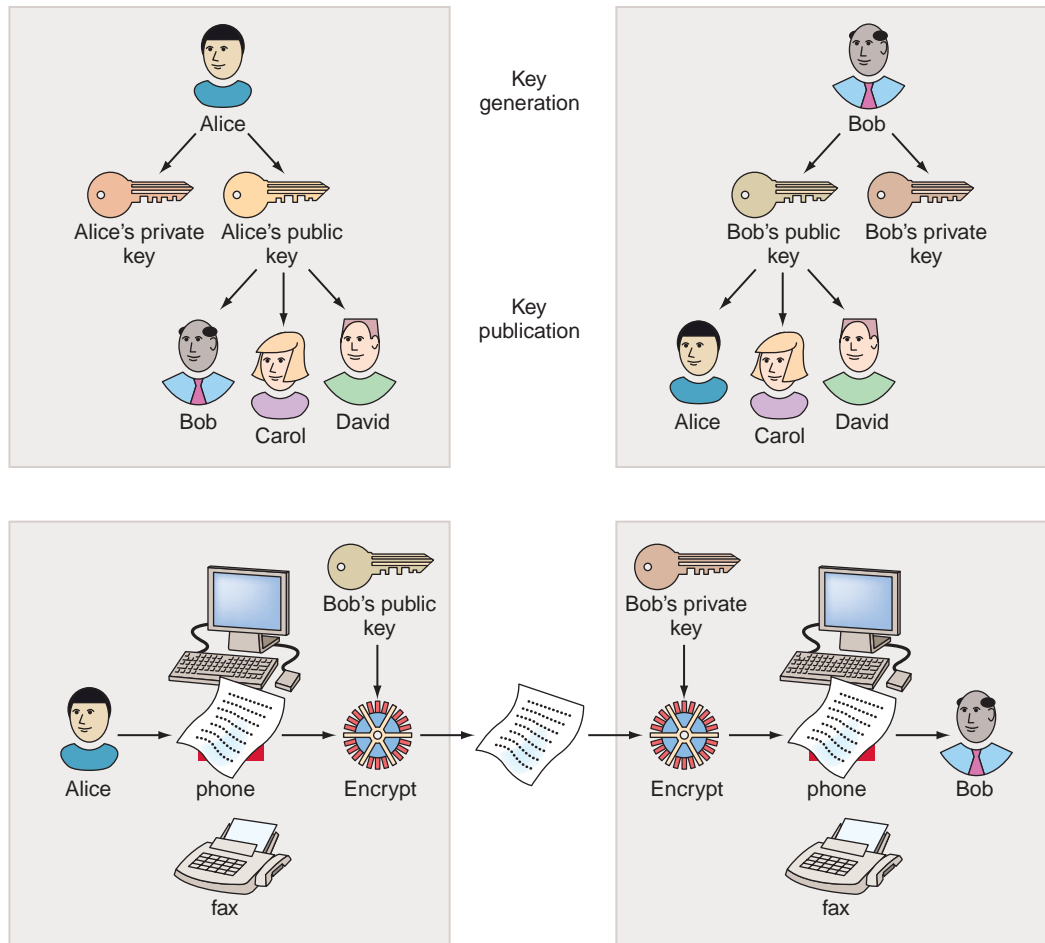 Alice
Key
generation
Bob
Alice's private
key
Alice's public
key
Bob's public
key
Bob's private
key
Key
publication
Bob
Carol
David
Alice
Carol
David
Bob's public
key
Bob's private
key
Alice
phone
Encrypt
Encrypt
phone
Bob
fax
fax